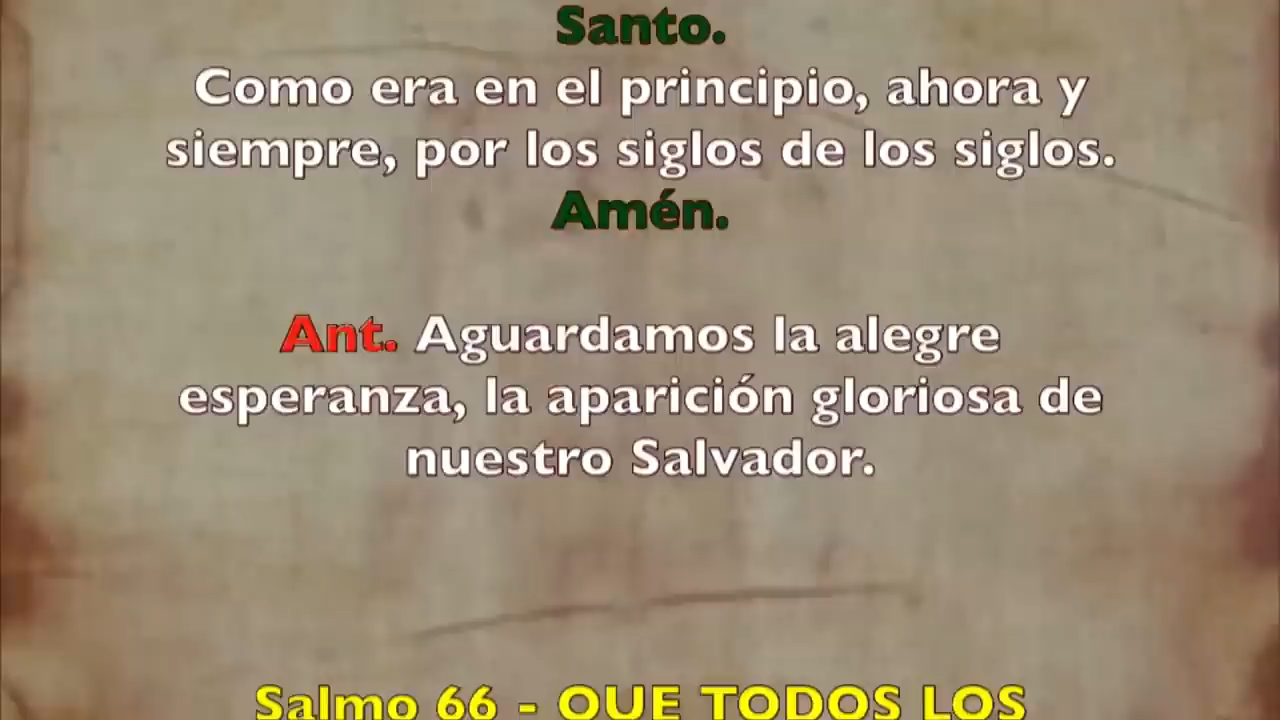 Santo.
Como era en el principio, ahora y
siempre, por los siglos de los siglos.
Amén.
Ant. Aguardamos la alegre
esperanza, la aparición gloriosa de
nuestro Salvador.
Salmo 66 - QUE TODOS LOS